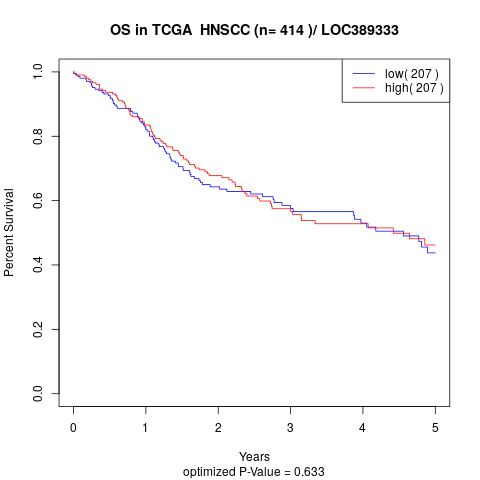 OS in TCGA  HNSCC (n= 414 )/ LOC389333
low( 207 )
high( 207 )
Percent Survival
1.0
0.8
0.6
0.4
0.2
0.0
0 1 2 3 4 5
Years
optimized P-Value = 0.633